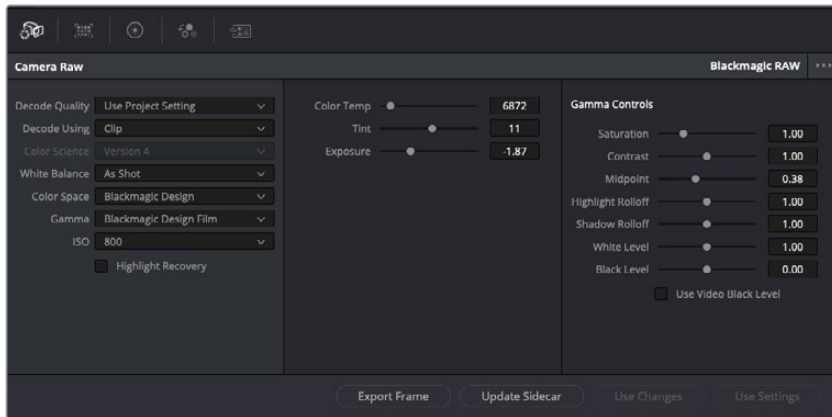 Camera Raw
Blackmagic RAW
Decode Quality Use Project Setting
Decode Using Clip
Color Science Version 4
White Balance As Shot
Color Space Blackmagic Design
Gamma Blackmagic Design Film
ISO 800
Highlight Recovery
Color Temp 6872
Tint 11
Exposure -1.87
Gamma Controls
Saturation 1.00
Contrast 1.00
Midpoint 0.38
Highlight Rolloff 1.00
Shadow Rolloff 1.00
White Level 1.00
Black Level 0.00
Use Video Black Level
Export Frame
Update Sidecar
Use Changes
Use Settings